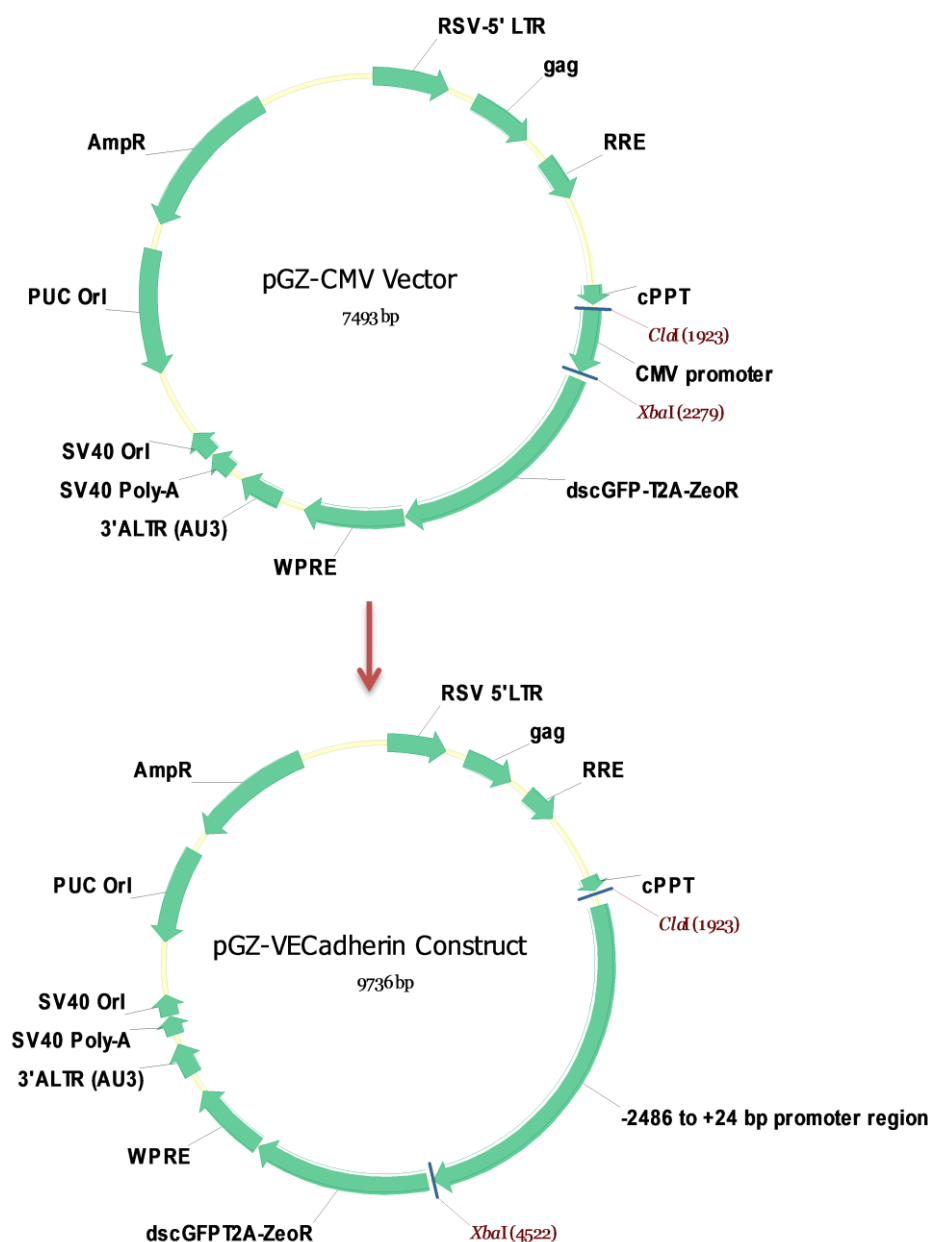 RSV-5' LTR
gag
AmpR
RRE
pGZ-CMV Vector
7493 bp
PUC OrI
cPPT
ClaI (1923)
CMV promoter
XbaI (2279)
SV40 OrI
SV40 Poly-A
dscGFP-T2A-ZeoR
3'ALTR (AU3)
WPRE
RSV 5'LTR
gag
AmpR
RRE
PUC OrI
cPPT
ClaI (1923)
pGZ-VECadherin Construct
9736 bp
SV40 OrI
SV40 Poly-A
3'ALTR (AU3)
-2486 to +24 bp promoter region
WPRE
dscGFPT2A-ZeoR
XbaI (4522)